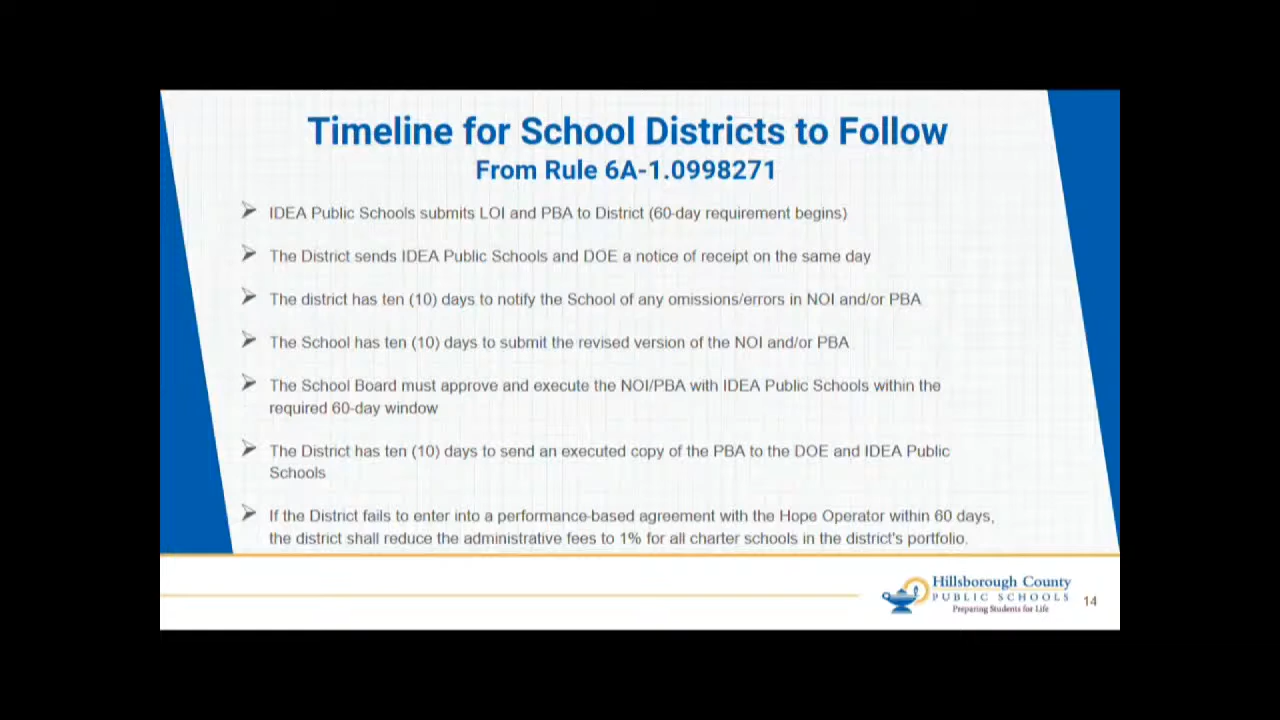 Timeline for School Districts to Follow
From Rule 6A-1.0998271
IDEA Public Schools submits LOI and PBA to District (60-day requirement begins)
The District sends IDEA Public Schools and DOE a notice of receipt on the same day
The district has ten (10) days to notify the School of any omissions/errors in NOI and/or PBA
The School has ten (10) days to submit the revised version of the NOI and/or PBA
The School Board must approve and execute the NOI/PBA with IDEA Public Schools within the
required 60-day window
The District has ten (10) days to send an executed copy of the PBA to the DOE and IDEA Public
Schools
If the District fails to enter into a performance-based agreement with the Hope Operator within 60 days,
the district shall reduce the administrative fees to 1% for all charter schools in the district's portfolio.
Hillsborough County
PUBLIC SCHOOLS
Preparing Students for Life
14